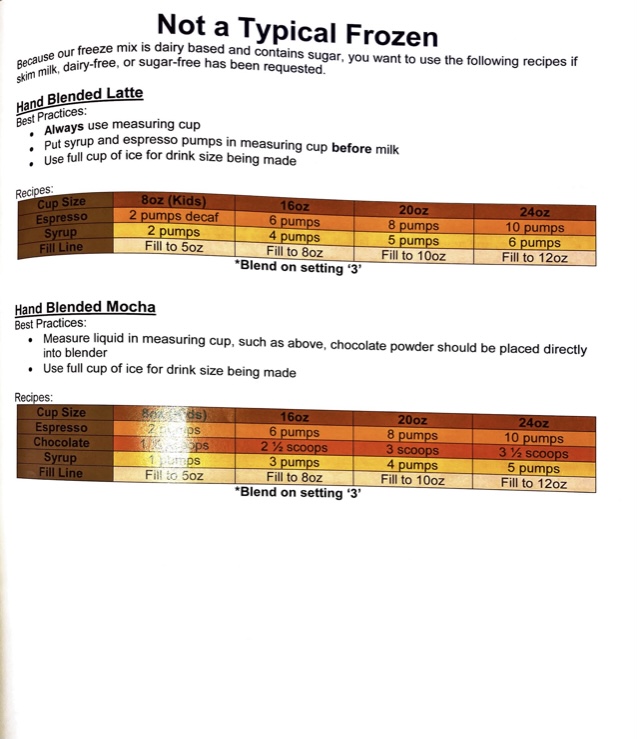 Not a Typical Frozen
Because our freeze mix is dairy based and contains sugar, you want to use the following recipes if
skim milk, dairy-free, or sugar-free has been requested.
Hand Blended Latte
Best Practices:
• Always use measuring cup
• Put syrup and espresso pumps in measuring cup before milk
• Use full cup of ice for drink size being made
Recipes:
Cup Size 8oz (Kids) 16oz 20oz 24oz
Espresso 2 pumps decaf 6 pumps 8 pumps 10 pumps
Syrup 2 pumps 4 pumps 5 pumps 6 pumps
Fill Line Fill to 5oz Fill to 8oz Fill to 10oz Fill to 12oz
*Blend on setting ‘3’
Hand Blended Mocha
Best Practices:
• Measure liquid in measuring cup, such as above, chocolate powder should be placed directly
into blender
• Use full cup of ice for drink size being made
Recipes:
Cup Size 8oz (Kids) 16oz 20oz 24oz
Espresso 2 pumps 6 pumps 8 pumps 10 pumps
Chocolate 2 ½ scoops 3 scoops 3 ½ scoops
Syrup 3 pumps 4 pumps 5 pumps
Fill Line Fill to 5oz Fill to 8oz Fill to 10oz Fill to 12oz
*Blend on setting ‘3’